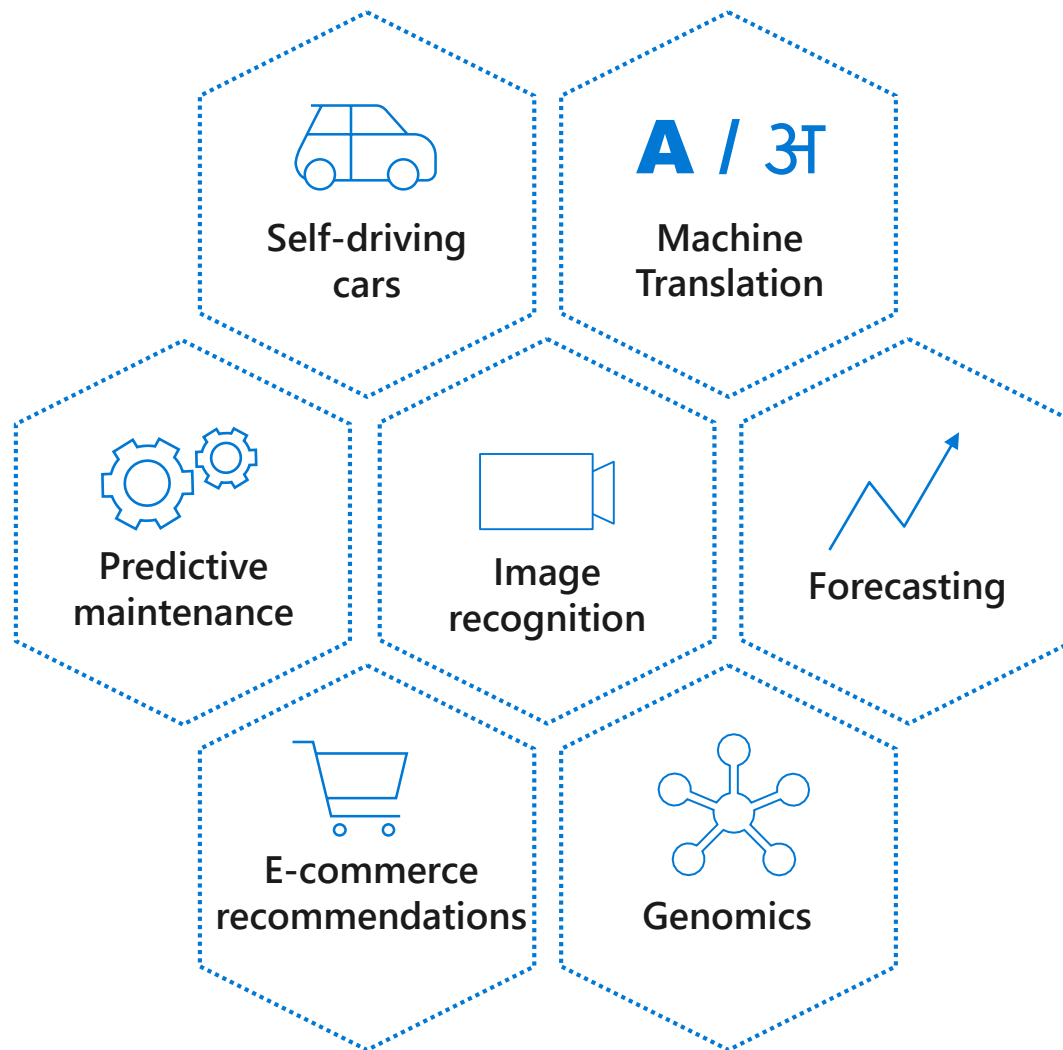 A / अ
Self-driving
cars
Machine
Translation
Predictive
maintenance
Image
recognition
Forecasting
E-commerce
recommendations
Genomics